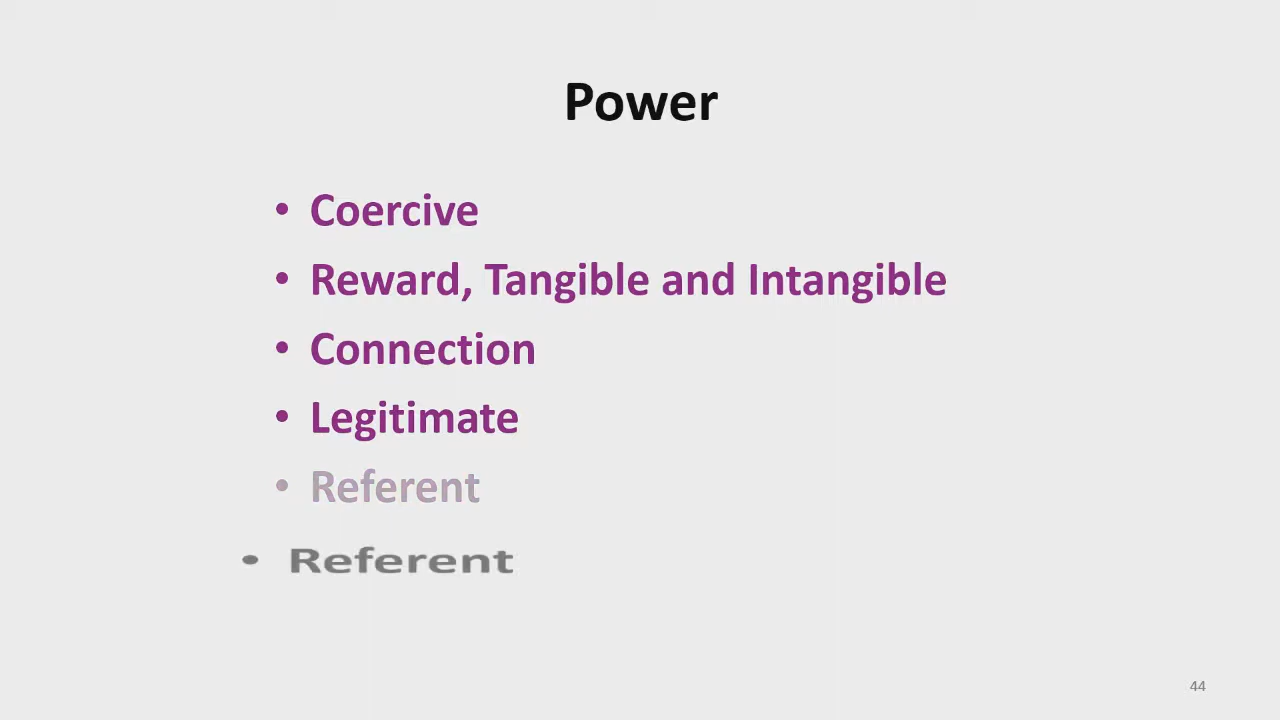 Power
• Coercive
• Reward, Tangible and Intangible
• Connection
• Legitimate
• Referent
• Referent
44